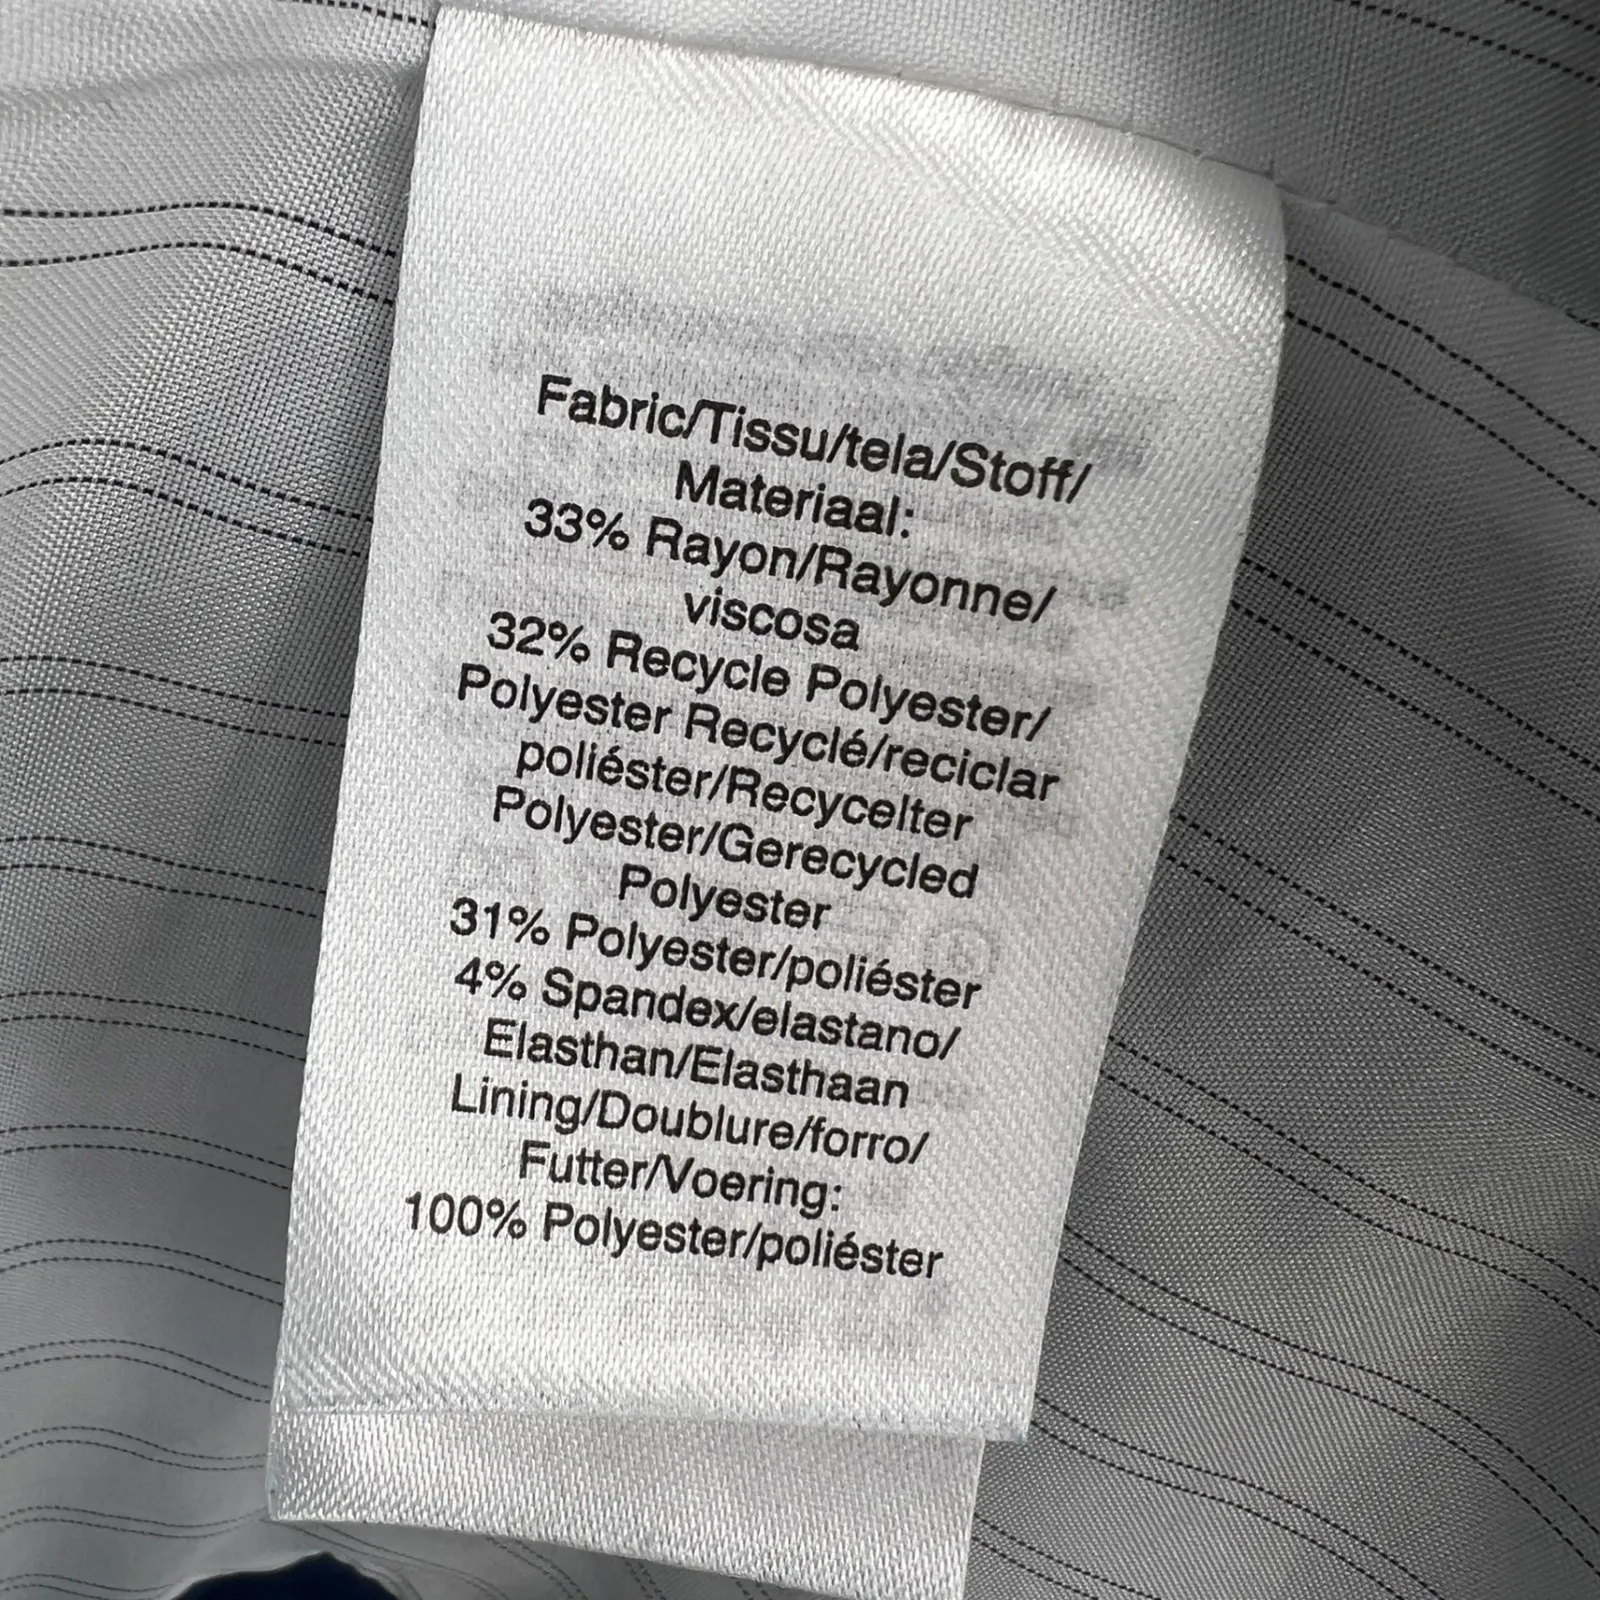 Fabric/Tissu/tela/Stoff/
Materiaal:
33% Rayon/Rayonne/
viscosa
32% Recycle Polyester/
Polyester Recyclé/reciclar
poliéster/Recycelter
Polyester/Gerecycled
Polyester
31% Polyester/poliéster
4% Spandex/elastano/
Elasthan/Elasthaan
Lining/Doublure/forro/
Futter/Voering:
100% Polyester/poliéster